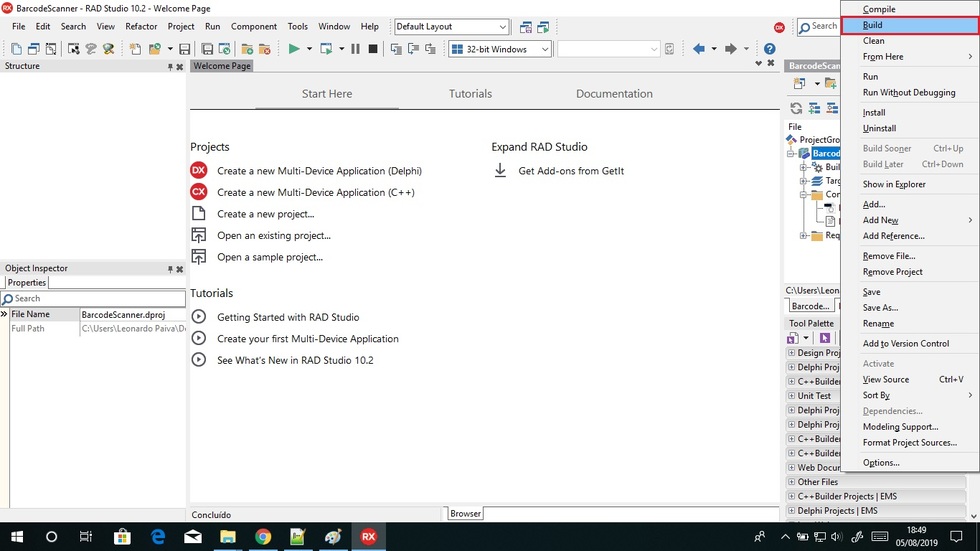 BarcodeScanner - RAD Studio 10.2 - Welcome Page
File Edit Search View Refactor Project Run Component Tools Window Help
Default Layout
Search
32-bit Windows
Structure
Welcome Page
Start Here Tutorials Documentation
Projects
Create a new Multi-Device Application (Delphi)
Create a new Multi-Device Application (C++)
Create a new project...
Open an existing project...
Open a sample project...
Expand RAD Studio
Get Add-ons from GetIt
Tutorials
Getting Started with RAD Studio
Create your first Multi-Device Application
See What's New in RAD Studio 10.2
Object Inspector
Properties
Search
File Name BarcodeScanner.dproj
Full Path C:\Users\Leonardo Paiva\De
Concluído
Browser
BarcodeScanner
File
ProjectGro
Barcode
Buil
Targ
Con
Req
C:\Users\Leon
Barcode...
Tool Palette
Design Proj
Delphi Proj
C++Builder
Unit Test
Delphi Proj
Delphi Proj
C++Builder
C++Builder
Web Docum
Other Files
C++Builder Projects | EMS
Delphi Projects | EMS
Compile
Build
Clean
From Here
Run
Run Without Debugging
Install
Uninstall
Build Sooner Ctrl+Up
Build Later Ctrl+Down
Show in Explorer
Add...
Add New
Add Reference...
Remove File...
Remove Project
Save
Save As...
Rename
Add to Version Control
Activate
View Source Ctrl+V
Sort By
Dependencies...
Modeling Support...
Format Project Sources...
Options...
18:49
05/08/2019